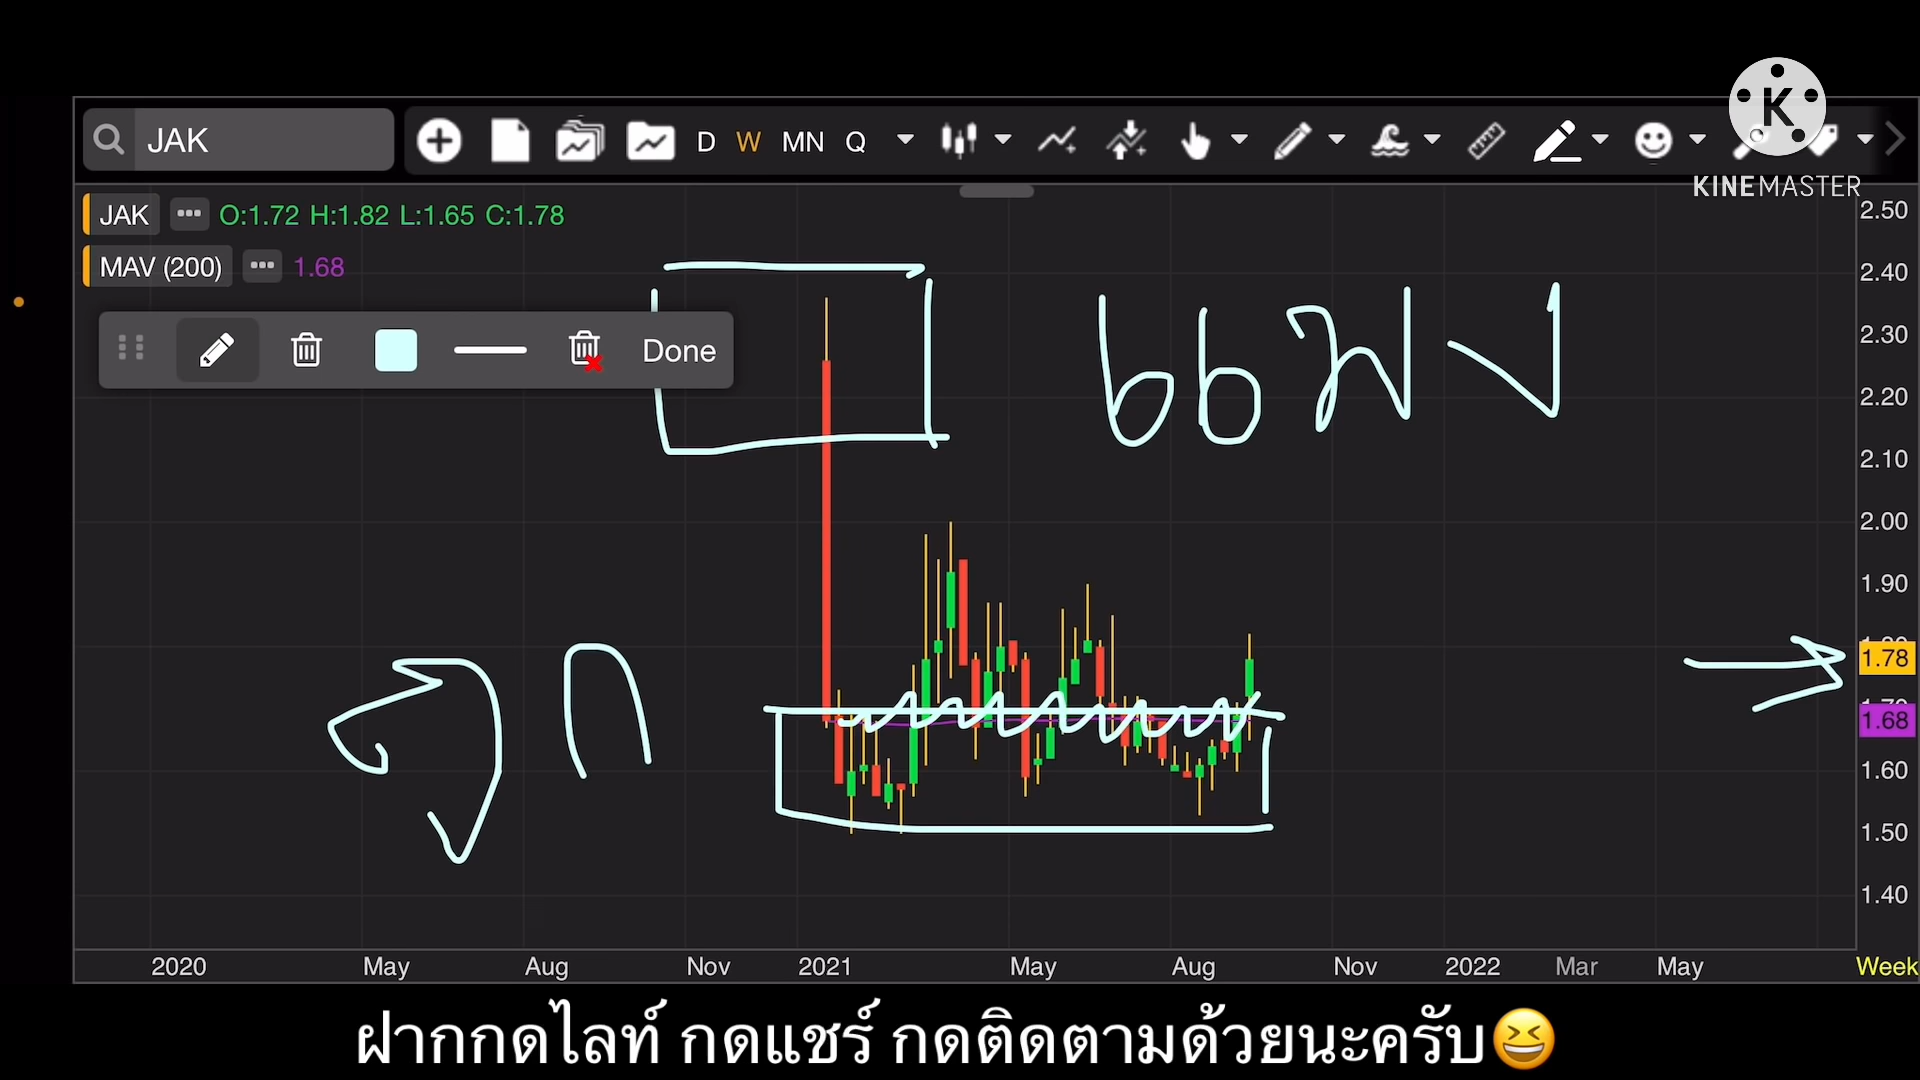 JAK D W MN Q
KINEMASTER
JAK O:1.72 H:1.82 L:1.65 C:1.78
MAV (200) 1.68
Done
แพง
ถูก
2.50
2.40
2.30
2.20
2.10
2.00
1.90
1.78
1.68
1.60
1.50
1.40
2020 May Aug Nov 2021 May Aug Nov 2022 Mar May Week
ฝากกดไลท์ กดแชร์ กดติดตามด้วยนะครับ😆